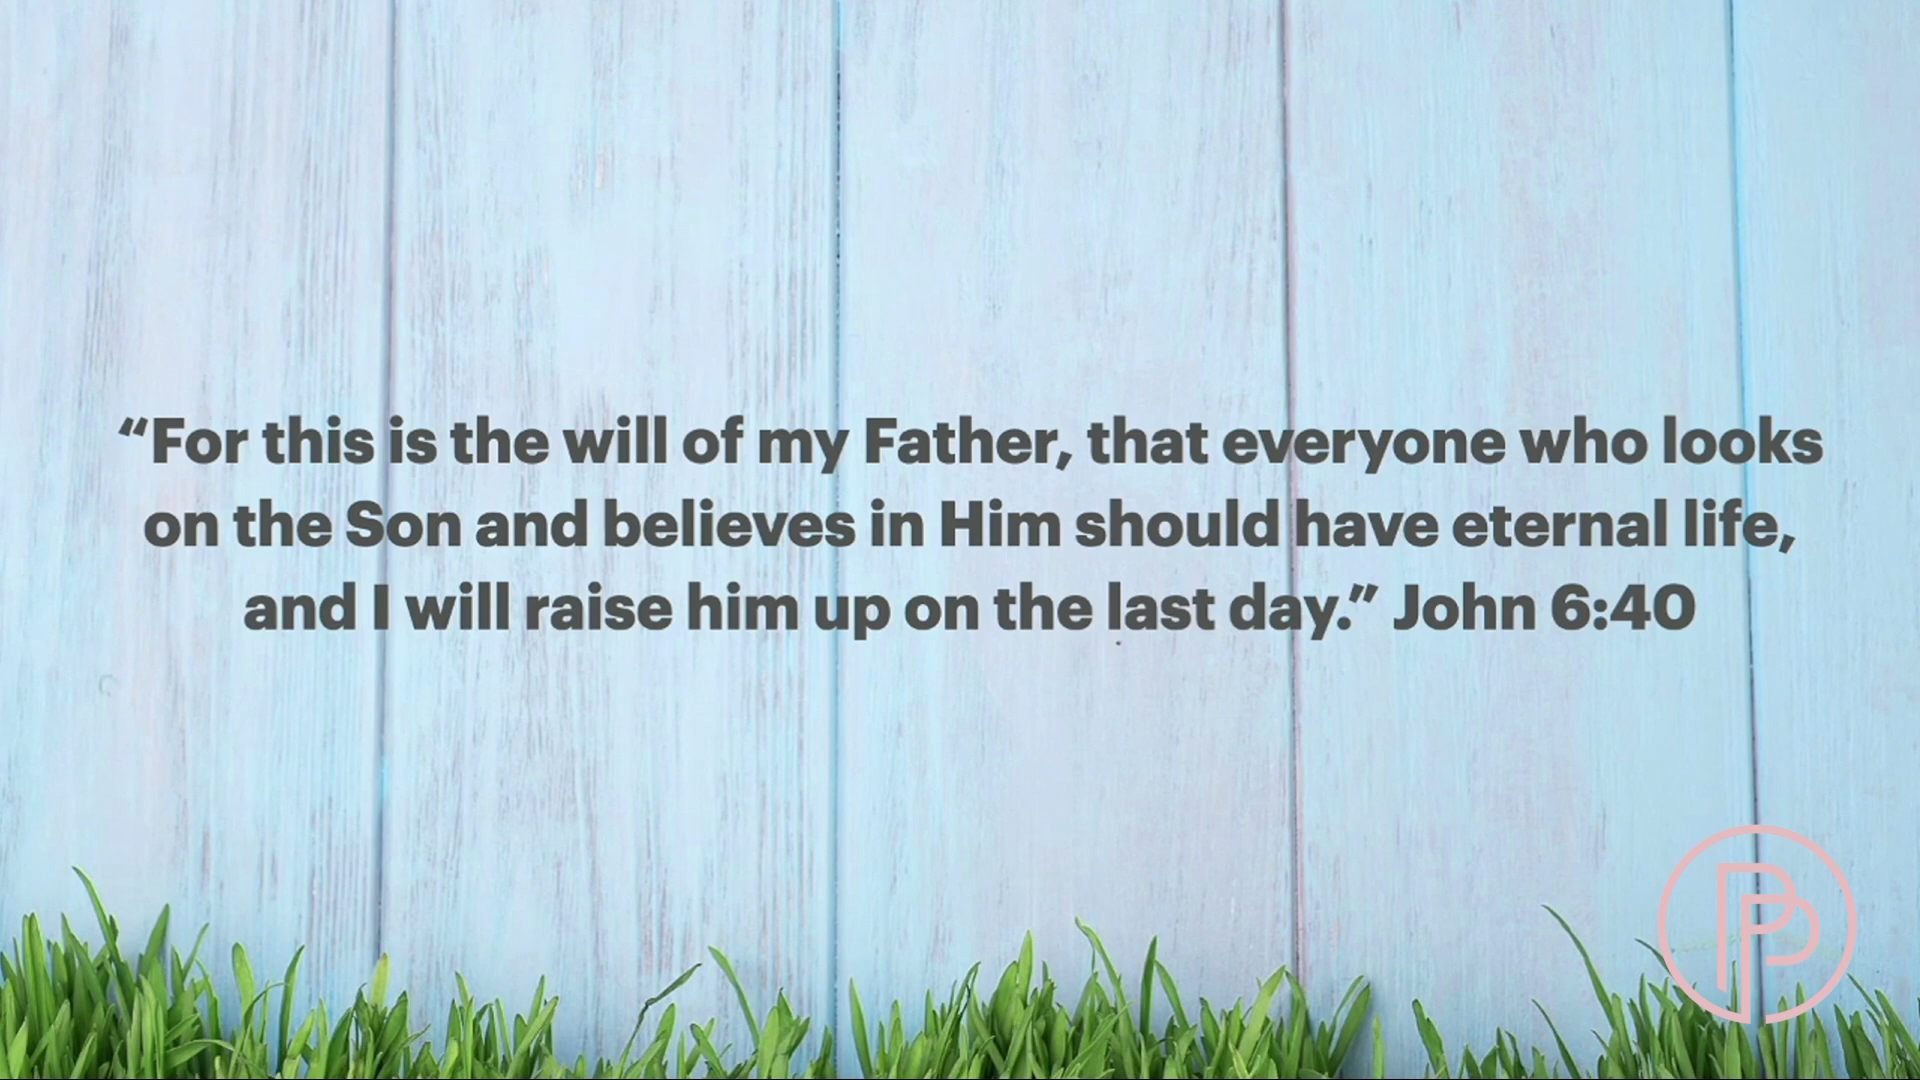 “For this is the will of my Father, that everyone who looks
on the Son and believes in Him should have eternal life,
and I will raise him up on the last day.” John 6:40
PP